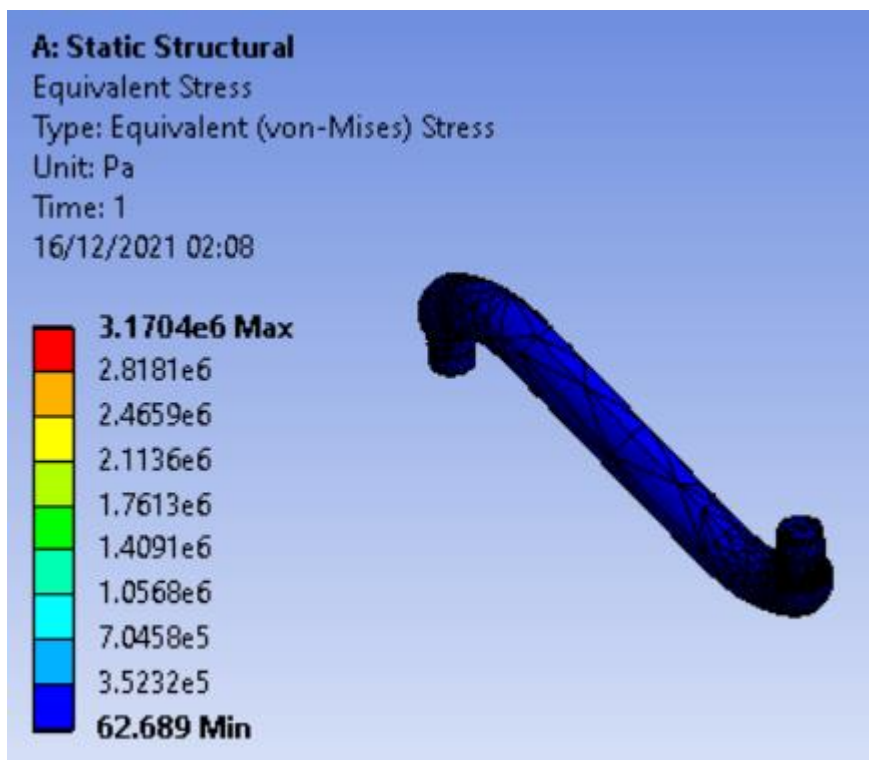 A: Static Structural
Equivalent Stress
Type: Equivalent (von-Mises) Stress
Unit: Pa
Time: 1
16/12/2021 02:08
3.1704e6 Max
2.8181e6
2.4659e6
2.1136e6
1.7613e6
1.4091e6
1.0568e6
7.0458e5
3.5232e5
62.689 Min